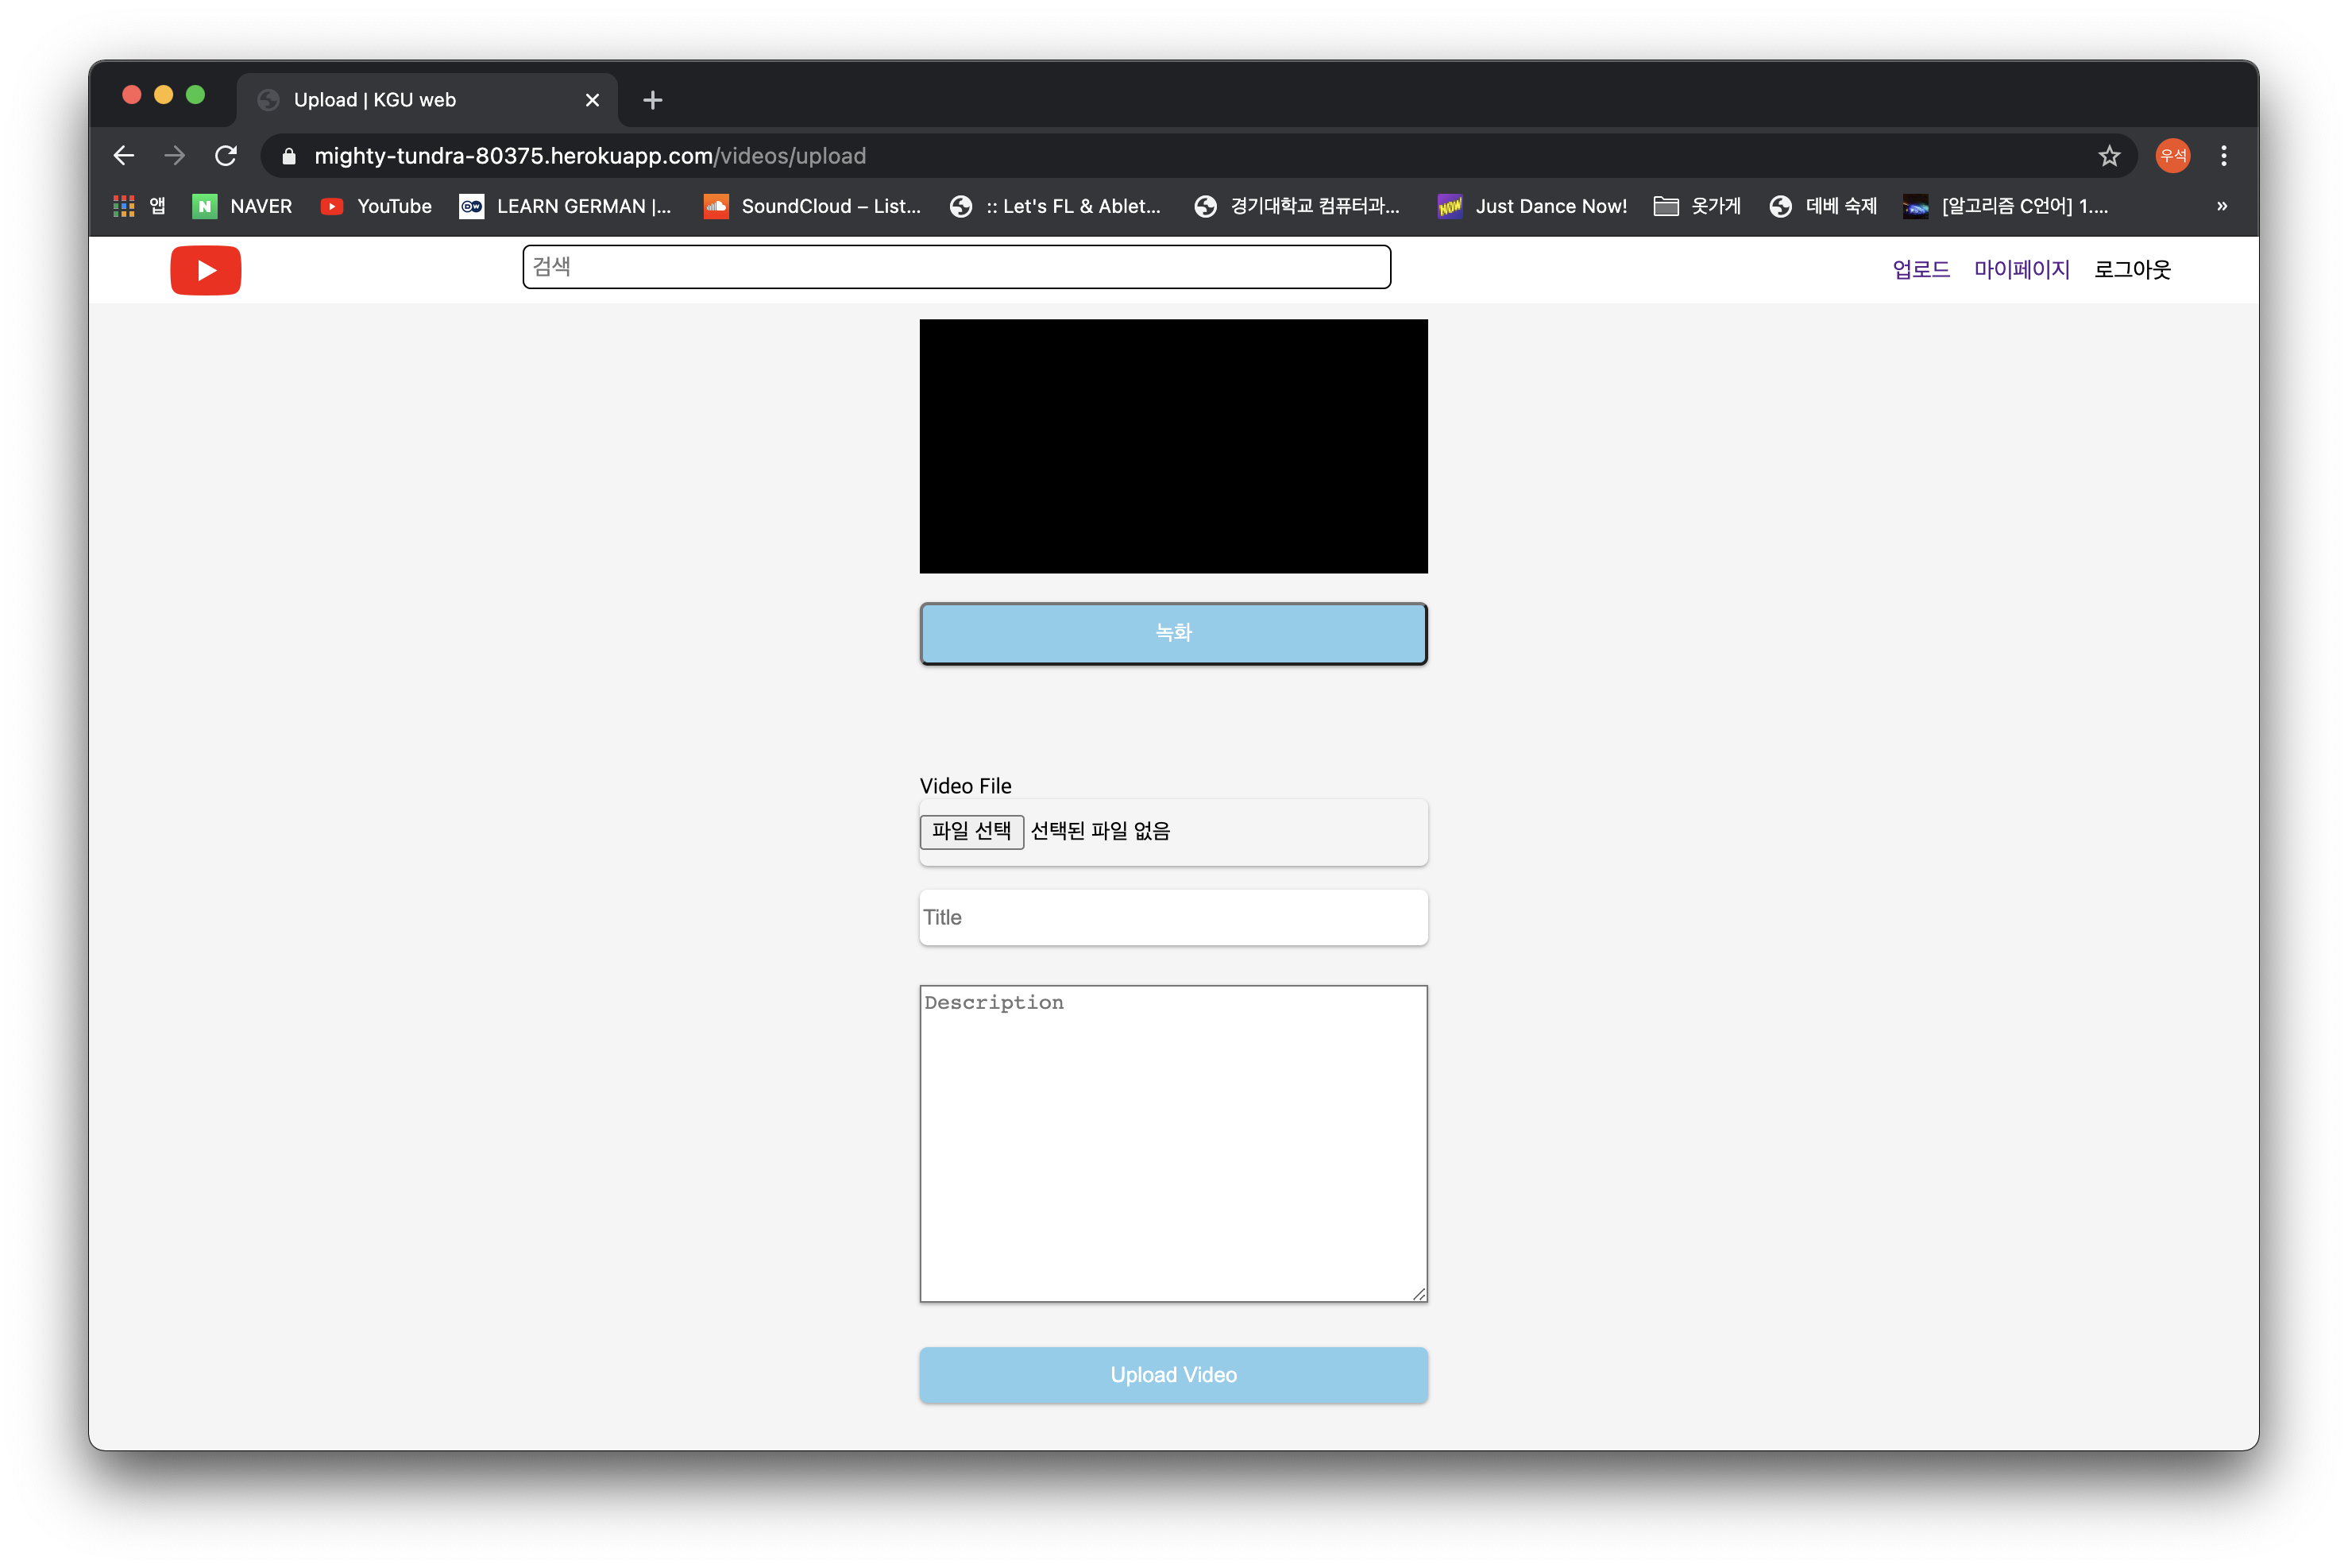 Upload | KGU web
mighty-tundra-80375.herokuapp.com/videos/upload
우석
앱 NAVER YouTube DW LEARN GERMAN |... SoundCloud – List... :: Let's FL & Ablet... 경기대학교 컴퓨터과... NOW Just Dance Now! 옷가게 데베 숙제 [알고리즘 C언어] 1.... »
검색 업로드 마이페이지 로그아웃
녹화
Video File
파일 선택 선택된 파일 없음
Title
Description
Upload Video